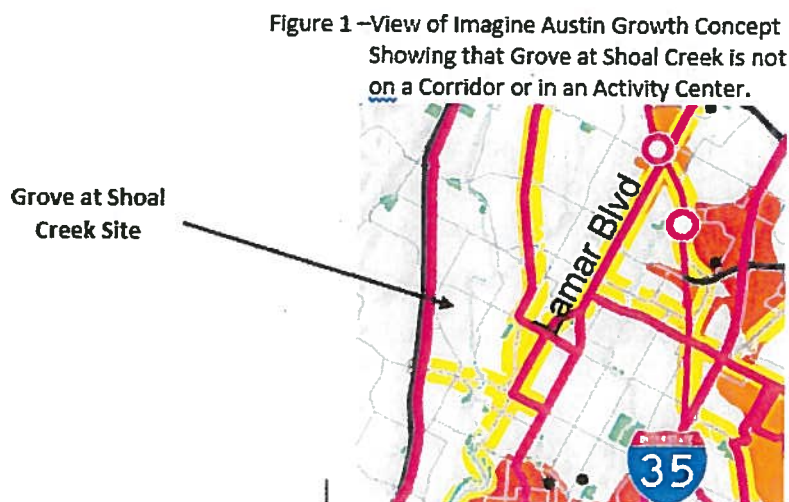 Figure 1 –View of Imagine Austin Growth Concept
Showing that Grove at Shoal Creek is not
on a Corridor or in an Activity Center.
Grove at Shoal
Creek Site
Lamar Blvd
35